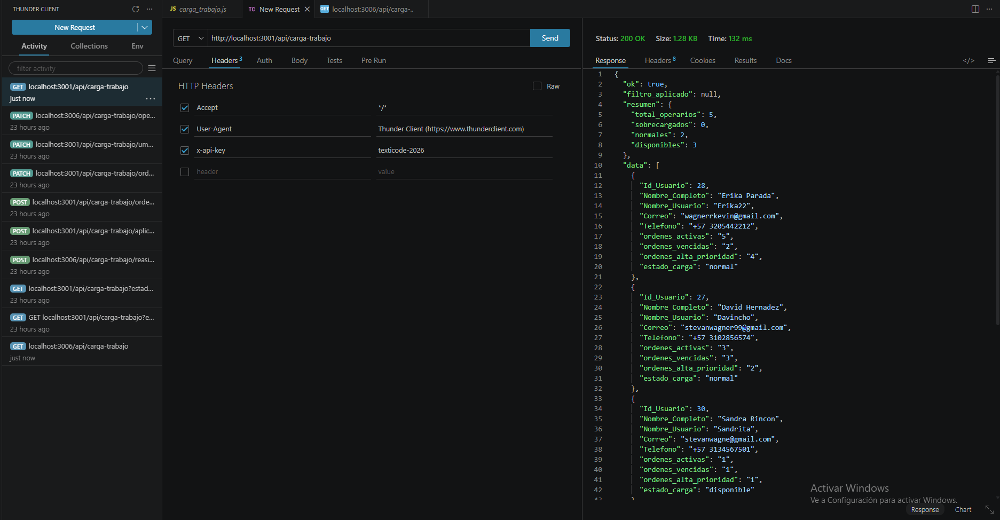 THUNDER CLIENT
New Request
Activity Collections Env
filter activity
GET localhost:3001/api/carga-trabajo
just now
PATCH localhost:3006/api/carga-trabajo/ope...
23 hours ago
PATCH localhost:3001/api/carga-trabajo/um...
23 hours ago
PATCH localhost:3001/api/carga-trabajo/ord...
23 hours ago
POST localhost:3001/api/carga-trabajo/orde...
23 hours ago
POST localhost:3001/api/carga-trabajo/aplic...
23 hours ago
POST localhost:3006/api/carga-trabajo/reasi...
23 hours ago
GET localhost:3001/api/carga-trabajo?estad...
23 hours ago
GET GET localhost:3001/api/carga-trabajo?e...
23 hours ago
GET localhost:3006/api/carga-trabajo
just now
JS carga_trabajo.js
TC New Request
GET localhost:3006/api/carga-..
GET http://localhost:3001/api/carga-trabajo Send
Query Headers 3 Auth Body Tests Pre Run
HTTP Headers Raw
Accept */*
User-Agent Thunder Client (https://www.thunderclient.com)
x-api-key texticode-2026
header value
Status: 200 OK Size: 1.28 KB Time: 132 ms
Response Headers 8 Cookies Results Docs </>
1 {
2 "ok": true,
3 "filtro_aplicado": null,
4 "resumen": {
5 "total_operarios": 5,
6 "sobrecargados": 0,
7 "normales": 2,
8 "disponibles": 3
9 },
10 "data": [
11 {
12 "Id_Usuario": 28,
13 "Nombre_Completo": "Erika Parada",
14 "Nombre_Usuario": "Erika22",
15 "Correo": "wagnerrkevin@gmail.com",
16 "Telefono": "+57 3205442212",
17 "ordenes_activas": "5",
18 "ordenes_vencidas": "2",
19 "ordenes_alta_prioridad": "4",
20 "estado_carga": "normal"
21 },
22 {
23 "Id_Usuario": 27,
24 "Nombre_Completo": "David Hernadez",
25 "Nombre_Usuario": "Davincho",
26 "Correo": "stevanwagner99@gmail.com",
27 "Telefono": "+57 3102856574",
28 "ordenes_activas": "3",
29 "ordenes_vencidas": "3",
30 "ordenes_alta_prioridad": "2",
31 "estado_carga": "normal"
32 },
33 {
34 "Id_Usuario": 30,
35 "Nombre_Completo": "Sandra Rincon",
36 "Nombre_Usuario": "Sandrita",
37 "Correo": "stevanwagne@gmail.com",
38 "Telefono": "+57 3134567501",
39 "ordenes_activas": "1",
40 "ordenes_vencidas": "1",
41 "ordenes_alta_prioridad": "1",
42 "estado_carga": "disponible"
43 }
Activar Windows
Ve a Configuración para activar Windows.
Response Chart